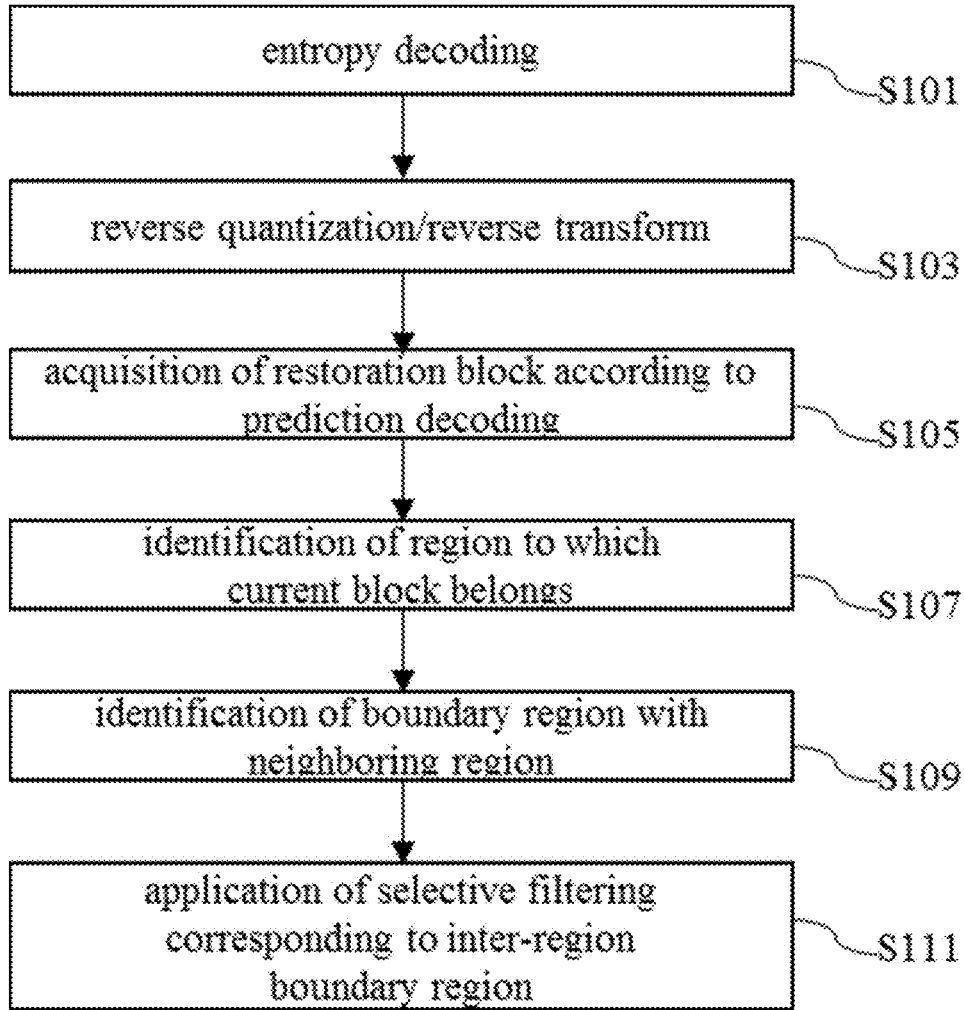 entropy decoding
S101
reverse quantization/reverse transform
S103
acquisition of restoration block according to
prediction decoding
S105
identification of region to which
current block belongs
S107
identification of boundary region with
neighboring region
S109
application of selective filtering
corresponding to inter-region
boundary region
S111